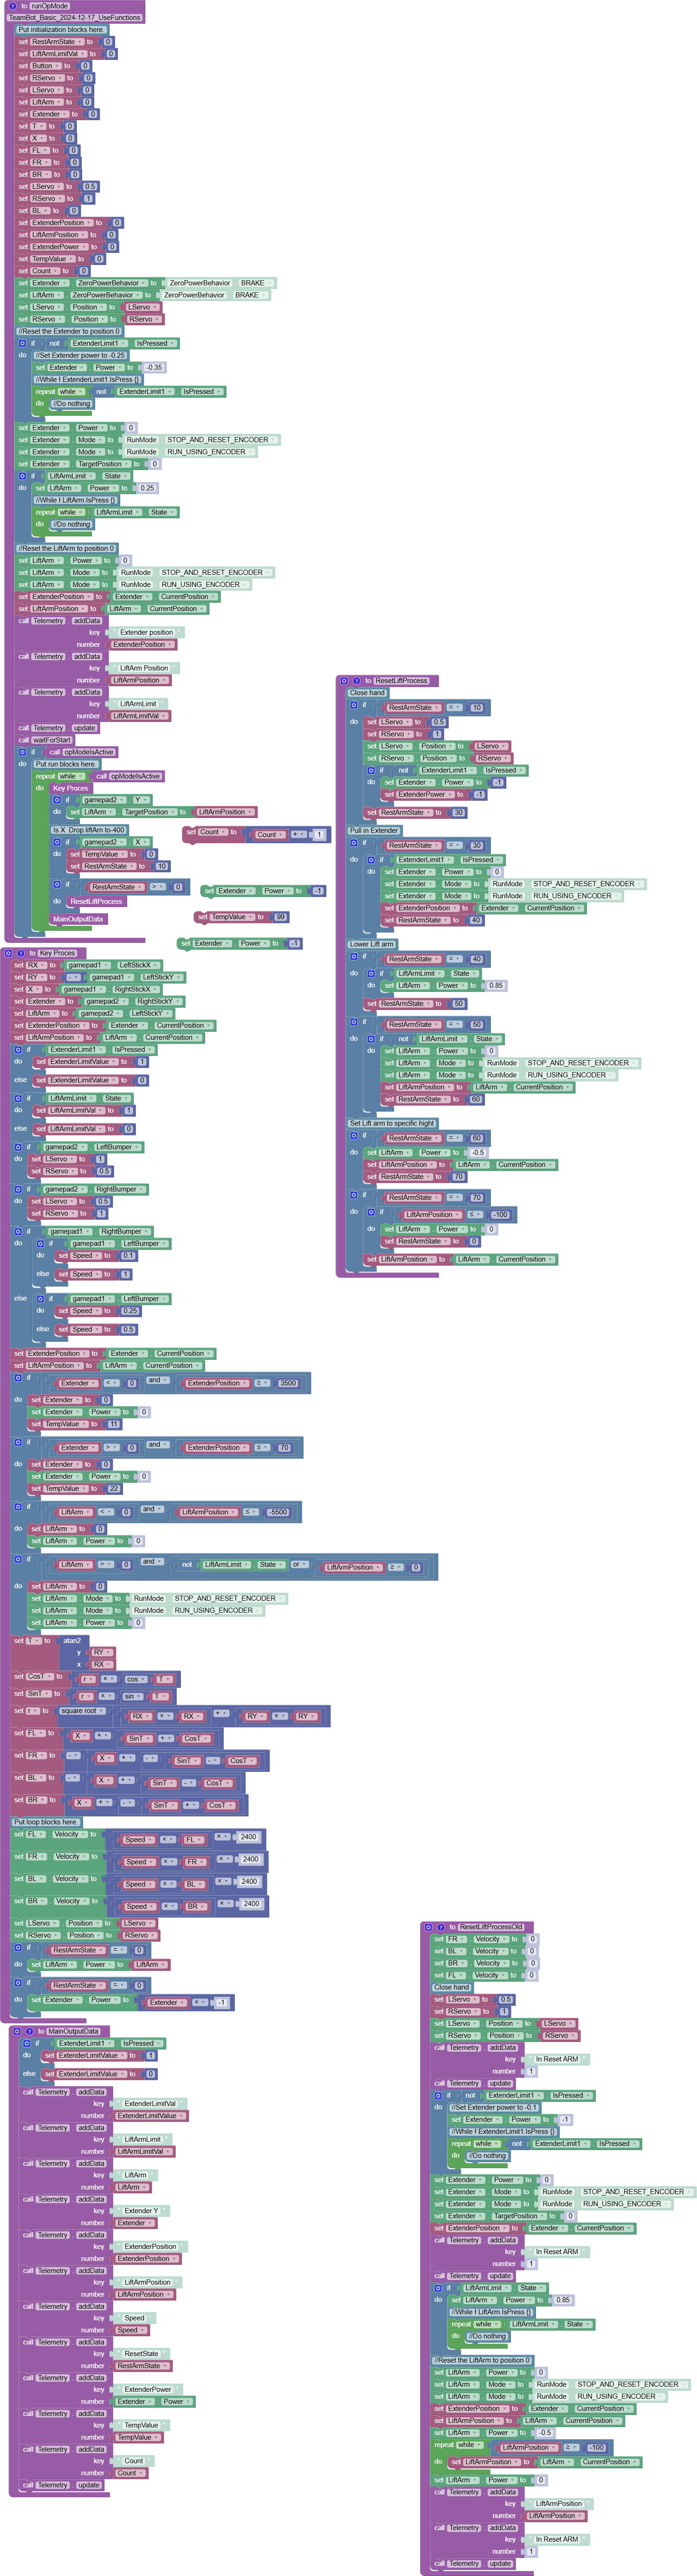 to runOpMode
TeamBot_Basic_2024-12-17_UseFunctions
Put initialization blocks here.
set RestArmState to 0
set LiftArmLimitVal to 0
set Button to 0
set RServo to 0
set LServo to 0
set LiftArm to 0
set Extender to 0
set T to 0
set X to 0
set FL to 0
set FR to 0
set BR to 0
set LServo to 0.5
set RServo to 1
set BL to 0
set ExtenderPosition to 0
set LiftArmPosition to 0
set ExtenderPower to 0
set TempValue to 0
set Count to 0
set Extender . ZeroPowerBehavior to ZeroPowerBehavior BRAKE
set LiftArm . ZeroPowerBehavior to ZeroPowerBehavior BRAKE
set LServo . Position to LServo
set RServo . Position to RServo
//Reset the Extender to position 0
if not ExtenderLimit1 . IsPressed
do //Set Extender power to -0.25
set Extender . Power to -0.35
//While ! ExtenderLimit1.IsPress {}
repeat while not ExtenderLimit1 . IsPressed
do //Do nothing
set Extender . Power to 0
set Extender . Mode to RunMode STOP_AND_RESET_ENCODER
set Extender . Mode to RunMode RUN_USING_ENCODER
set Extender . TargetPosition to 0
if LiftArmLimit . State
do set LiftArm . Power to 0.25
//While ! LiftArm.IsPress {}
repeat while LiftArmLimit . State
do //Do nothing
//Reset the LiftArm to position 0
set LiftArm . Power to 0
set LiftArm . Mode to RunMode STOP_AND_RESET_ENCODER
set LiftArm . Mode to RunMode RUN_USING_ENCODER
set ExtenderPosition to Extender . CurrentPosition
set LiftArmPosition to LiftArm . CurrentPosition
call Telemetry . addData
key " Extender position "
number ExtenderPosition
call Telemetry . addData
key " LiftArm Position "
number LiftArmPosition
call Telemetry . addData
key " LiftArmLimit "
number LiftArmLimitVal
call Telemetry . update
call waitForStart
if call opModeIsActive
do Put run blocks here.
repeat while call opModeIsActive
do Key Proces
if gamepad2 . Y
do set LiftArm . TargetPosition to LiftArmPosition
Is X Drop liftArn to-400
if gamepad2 . X
do set TempValue to 0
set RestArmState to 10
if RestArmState > 0
do ResetLiftProcess
MainOutputData
set Count to Count + 1
set Extender . Power to -1
set TempValue to 99
set Extender . Power to -1
to ResetLiftProcess
Close hand
if RestArmState = 10
do set LServo to 0.5
set RServo to 1
set LServo . Position to LServo
set RServo . Position to RServo
if not ExtenderLimit1 . IsPressed
do set Extender . Power to -1
set ExtenderPower to -1
set RestArmState to 30
Pull in Extender
if RestArmState = 30
do if ExtenderLimit1 . IsPressed
do set Extender . Power to 0
set Extender . Mode to RunMode STOP_AND_RESET_ENCODER
set Extender . Mode to RunMode RUN_USING_ENCODER
set ExtenderPosition to Extender . CurrentPosition
set RestArmState to 40
Lower Lift arm
if RestArmState = 40
do if LiftArmLimit . State
do set LiftArm . Power to 0.85
set RestArmState to 50
if RestArmState = 50
do if not LiftArmLimit . State
do set LiftArm . Power to 0
set LiftArm . Mode to RunMode STOP_AND_RESET_ENCODER
set LiftArm . Mode to RunMode RUN_USING_ENCODER
set LiftArmPosition to LiftArm . CurrentPosition
set RestArmState to 60
Set Lift arm to specific hight
if RestArmState = 60
do set LiftArm . Power to -0.5
set LiftArmPosition to LiftArm . CurrentPosition
set RestArmState to 70
if RestArmState = 70
do if LiftArmPosition ≤ -100
do set LiftArm . Power to 0
set RestArmState to 0
set LiftArmPosition to LiftArm . CurrentPosition
to Key Proces
set RX to gamepad1 . LeftStickX
set RY to - gamepad1 . LeftStickY
set X to gamepad1 . RightStickX
set Extender to gamepad2 . RightStickY
set LiftArm to gamepad2 . LeftStickY
set ExtenderPosition to Extender . CurrentPosition
set LiftArmPosition to LiftArm . CurrentPosition
if ExtenderLimit1 . IsPressed
do set ExtenderLimitValue to 1
else set ExtenderLimitValue to 0
if LiftArmLimit . State
do set LiftArmLimitVal to 1
else set LiftArmLimitVal to 0
if gamepad2 . LeftBumper
do set LServo to 1
set RServo to 0.5
if gamepad2 . RightBumper
do set LServo to 0.5
set RServo to 1
if gamepad1 . RightBumper
do if gamepad1 . LeftBumper
do set Speed to 0.1
else set Speed to 1
else if gamepad1 . LeftBumper
do set Speed to 0.25
else set Speed to 0.5
set ExtenderPosition to Extender . CurrentPosition
set LiftArmPosition to LiftArm . CurrentPosition
if Extender < 0 and ExtenderPosition ≥ 3500
do set Extender to 0
set Extender . Power to 0
set TempValue to 11
if Extender > 0 and ExtenderPosition ≤ 70
do set Extender to 0
set Extender . Power to 0
set TempValue to 22
if LiftArm < 0 and LiftArmPosition ≤ -5500
do set LiftArm to 0
set LiftArm . Power to 0
if LiftArm > 0 and not LiftArmLimit . State or LiftArmPosition ≥ 0
do set LiftArm to 0
set LiftArm . Mode to RunMode STOP_AND_RESET_ENCODER
set LiftArm . Mode to RunMode RUN_USING_ENCODER
set LiftArm . Power to 0
set T to atan2
y RY
x RX
set CosT to r × cos T
set SinT to r × sin T
set r to square root RX × RX + RY × RY
set FL to X + SinT + CosT
set FR to - X + - SinT - CosT
set BL to - X + SinT - CosT
set BR to X + - SinT + CosT
Put loop blocks here.
set FL . Velocity to Speed × FL × 2400
set FR . Velocity to Speed × FR × 2400
set BL . Velocity to Speed × BL × 2400
set BR . Velocity to Speed × BR × 2400
set LServo . Position to LServo
set RServo . Position to RServo
if RestArmState = 0
do set LiftArm . Power to LiftArm
if RestArmState = 0
do set Extender . Power to Extender × -1
to MainOutputData
if ExtenderLimit1 . IsPressed
do set ExtenderLimitValue to 1
else set ExtenderLimitValue to 0
call Telemetry . addData
key " ExtenderLimitVal "
number ExtenderLimitValue
call Telemetry . addData
key " LiftArmLimit "
number LiftArmLimitVal
call Telemetry . addData
key " LiftArm "
number LiftArm
call Telemetry . addData
key " Extender Y "
number Extender
call Telemetry . addData
key " ExtenderPosition "
number ExtenderPosition
call Telemetry . addData
key " LiftArmPosition "
number LiftArmPosition
call Telemetry . addData
key " Speed "
number Speed
call Telemetry . addData
key " ResetState "
number RestArmState
call Telemetry . addData
key " ExtenderPower "
number Extender . Power
call Telemetry . addData
key " TempValue "
number TempValue
call Telemetry . addData
key " Count "
number Count
call Telemetry . update
to ResetLiftProcessOld
set FR . Velocity to 0
set BL . Velocity to 0
set BR . Velocity to 0
set FL . Velocity to 0
Close hand
set LServo to 0.5
set RServo to 1
set LServo . Position to LServo
set RServo . Position to RServo
call Telemetry . addData
key " In Reset ARM "
number 1
call Telemetry . update
if not ExtenderLimit1 . IsPressed
do //Set Extender power to -0.1
set Extender . Power to -1
//While ! ExtenderLimit1.IsPress {}
repeat while not ExtenderLimit1 . IsPressed
do //Do nothing
set Extender . Power to 0
set Extender . Mode to RunMode STOP_AND_RESET_ENCODER
set Extender . Mode to RunMode RUN_USING_ENCODER
set Extender . TargetPosition to 0
set ExtenderPosition to Extender . CurrentPosition
call Telemetry . addData
key " In Reset ARM "
number 1
call Telemetry . update
if LiftArmLimit . State
do set LiftArm . Power to 0.85
//While ! LiftArm.IsPress {}
repeat while LiftArmLimit . State
do //Do nothing
//Reset the LiftArm to position 0
set LiftArm . Power to 0
set LiftArm . Mode to RunMode STOP_AND_RESET_ENCODER
set LiftArm . Mode to RunMode RUN_USING_ENCODER
set ExtenderPosition to Extender . CurrentPosition
set LiftArmPosition to LiftArm . CurrentPosition
set LiftArm . Power to -0.5
repeat while LiftArmPosition ≥ -100
do set LiftArmPosition to LiftArm . CurrentPosition
set LiftArm . Power to 0
call Telemetry . addData
key " LiftArmPosition "
number LiftArmPosition
call Telemetry . addData
key " In Reset ARM "
number 1
call Telemetry . update